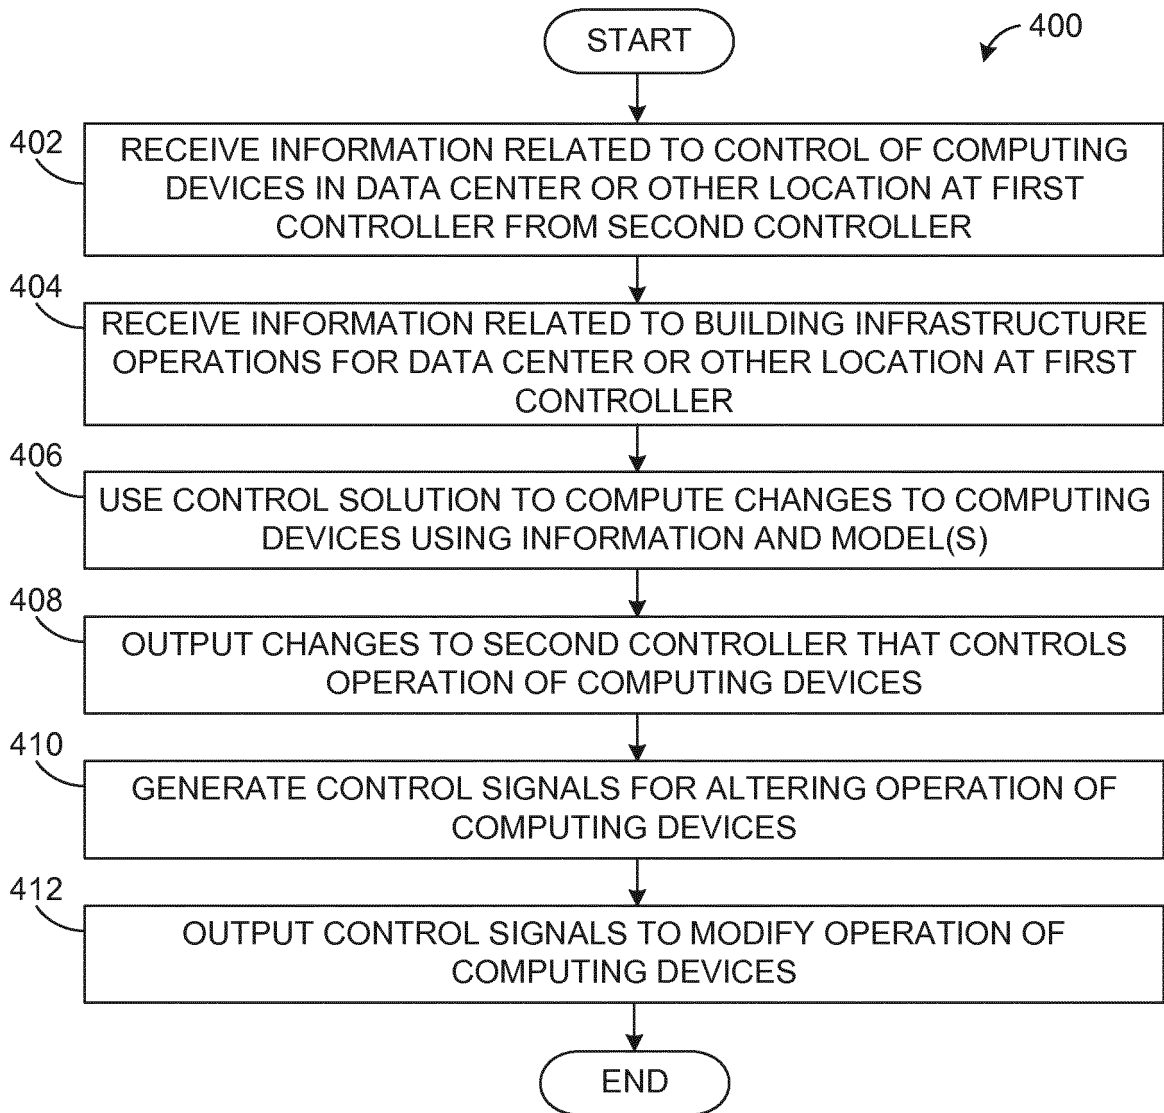 START
400
402
RECEIVE INFORMATION RELATED TO CONTROL OF COMPUTING
DEVICES IN DATA CENTER OR OTHER LOCATION AT FIRST
CONTROLLER FROM SECOND CONTROLLER
404
RECEIVE INFORMATION RELATED TO BUILDING INFRASTRUCTURE
OPERATIONS FOR DATA CENTER OR OTHER LOCATION AT FIRST
CONTROLLER
406
USE CONTROL SOLUTION TO COMPUTE CHANGES TO COMPUTING
DEVICES USING INFORMATION AND MODEL(S)
408
OUTPUT CHANGES TO SECOND CONTROLLER THAT CONTROLS
OPERATION OF COMPUTING DEVICES
410
GENERATE CONTROL SIGNALS FOR ALTERING OPERATION OF
COMPUTING DEVICES
412
OUTPUT CONTROL SIGNALS TO MODIFY OPERATION OF
COMPUTING DEVICES
END